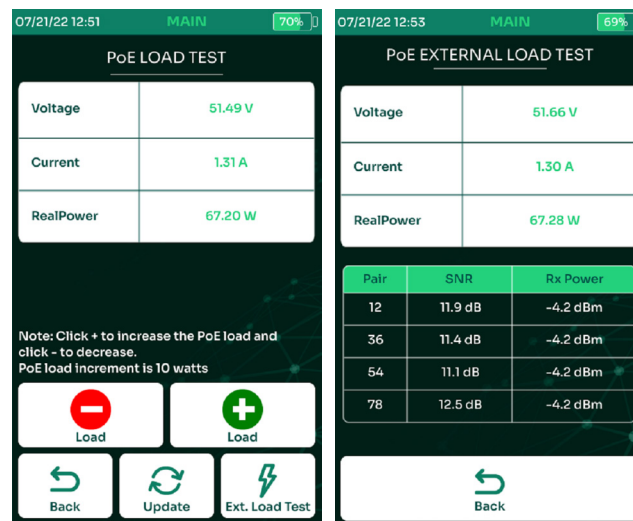 07/21/22 12:51 MAIN 70%
PoE LOAD TEST
Voltage 51.49 V
Current 1.31 A
RealPower 67.20 W
Note: Click + to increase the PoE load and
click - to decrease.
PoE load increment is 10 watts
Load Load
Back Update Ext. Load Test
07/21/22 12:53 MAIN 69%
PoE EXTERNAL LOAD TEST
Voltage 51.66 V
Current 1.30 A
RealPower 67.28 W
Pair SNR Rx Power
12 11.9 dB -4.2 dBm
36 11.4 dB -4.2 dBm
54 11.1 dB -4.2 dBm
78 12.5 dB -4.2 dBm
Back